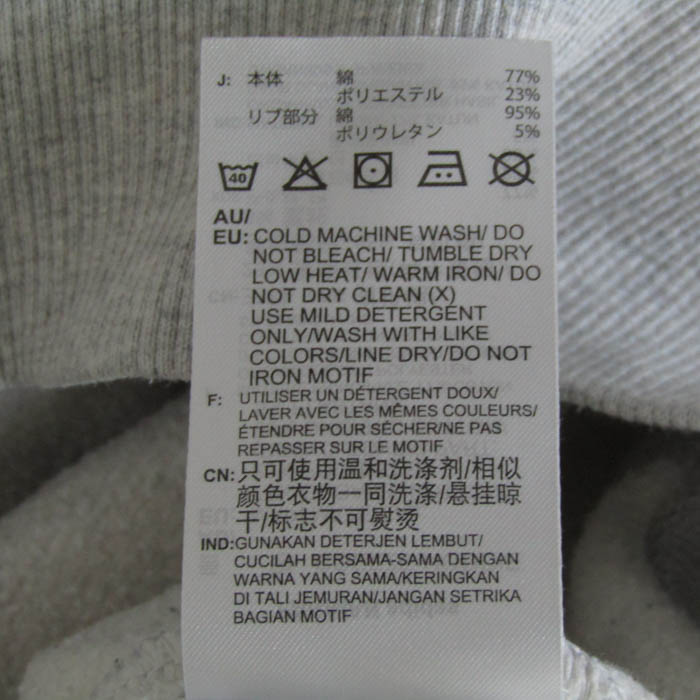 J: 本体 綿 77%
ポリエステル 23%
リブ部分 綿 95%
ポリウレタン 5%
40
AU/
EU: COLD MACHINE WASH/ DO
NOT BLEACH/ TUMBLE DRY
LOW HEAT/ WARM IRON/ DO
NOT DRY CLEAN (X)
USE MILD DETERGENT
ONLY/WASH WITH LIKE
COLORS/LINE DRY/DO NOT
IRON MOTIF
F: UTILISER UN DÉTERGENT DOUX/
LAVER AVEC LES MÊMES COULEURS/
ÉTENDRE POUR SÉCHER/NE PAS
REPASSER SUR LE MOTIF
CN:只可使用温和洗涤剂/相似
颜色衣物一同洗涤/悬挂晾
干/标志不可熨烫
IND:GUNAKAN DETERJEN LEMBUT/
CUCILAH BERSAMA-SAMA DENGAN
WARNA YANG SAMA/KERINGKAN
DI TALI JEMURAN/JANGAN SETRIKA
BAGIAN MOTIF